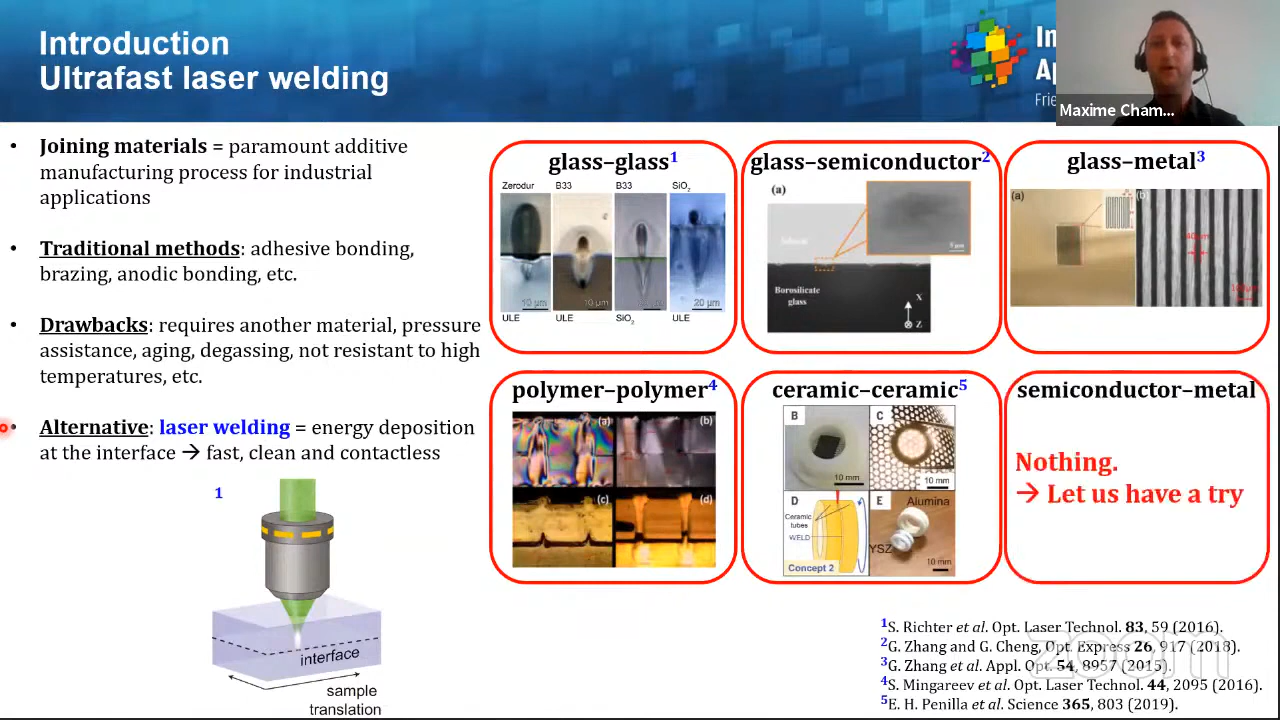 Introduction
Ultrafast laser welding
In
Ap
Frie
Maxime Cham...
• Joining materials = paramount additive
manufacturing process for industrial
applications
• Traditional methods: adhesive bonding,
brazing, anodic bonding, etc.
• Drawbacks: requires another material, pressure
assistance, aging, degassing, not resistant to high
temperatures, etc.
• Alternative: laser welding = energy deposition
at the interface → fast, clean and contactless
1
interface
sample
translation
glass–glass1
Zerodur B33 B33 SiO2
10 μm 10 μm 20 μm
ULE ULE SiO2 ULE
glass–semiconductor2
(a)
Borosilicate
glass
X
Z
glass–metal3
(a) (b)
polymer–polymer4
(a) (b)
(c) (d)
ceramic–ceramic5
B C
10 mm 10 mm
D E Alumina
Ceramic
tubes
WELD
YSZ
Concept 2 10 mm
semiconductor–metal
Nothing.
→ Let us have a try
1S. Richter et al. Opt. Laser Technol. 83, 59 (2016).
2G. Zhang and G. Cheng, Opt. Express 26, 917 (2018).
3G. Zhang et al. Appl. Opt. 54, 8957 (2015).
4S. Mingareev et al. Opt. Laser Technol. 44, 2095 (2016).
5E. H. Penilla et al. Science 365, 803 (2019).
zoom